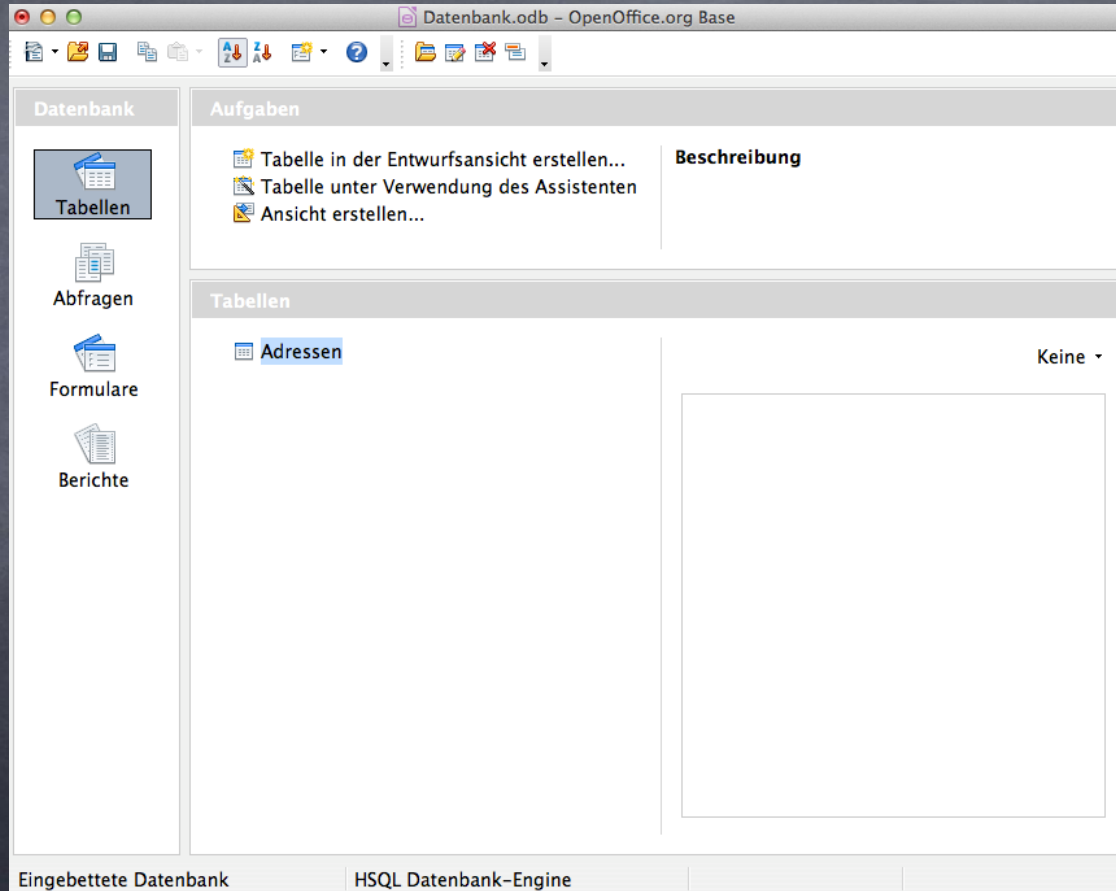 Datenbank.odb – OpenOffice.org Base
Datenbank
Tabellen
Abfragen
Formulare
Berichte
Aufgaben
Tabelle in der Entwurfsansicht erstellen...
Tabelle unter Verwendung des Assistenten
Ansicht erstellen...
Beschreibung
Tabellen
Adressen
Keine
Eingebettete Datenbank
HSQL Datenbank-Engine